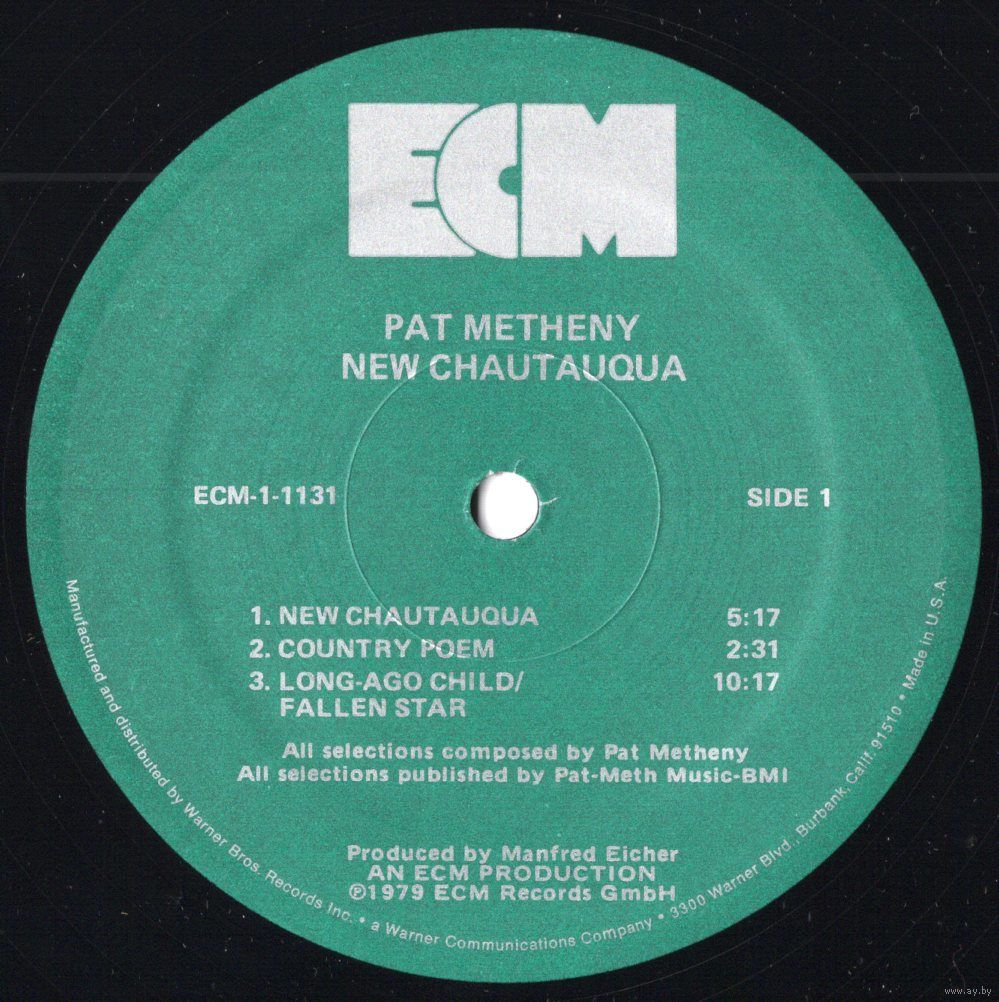 ECM
PAT METHENY
NEW CHAUTAUQUA
ECM-1-1131
SIDE 1
1. NEW CHAUTAUQUA 5:17
2. COUNTRY POEM 2:31
3. LONG-AGO CHILD/ 10:17
FALLEN STAR
All selections composed by Pat Metheny
All selections published by Pat-Meth Music-BMI
Produced by Manfred Eicher
AN ECM PRODUCTION
℗1979 ECM Records GmbH
Manufactured and distributed by Warner Bros. Records Inc. • a Warner Communications Company • 3300 Warner Blvd., Burbank, Calif. 91510 • Made in U.S.A.
www.ay.by